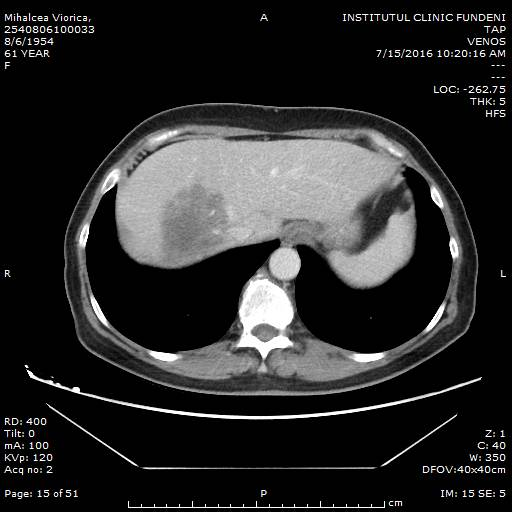 Mihalcea Viorica,
2540806100033
8/6/1954
61 YEAR
F
A
INSTITUTUL CLINIC FUNDENI
TAP
VENOS
7/15/2016 10:20:16 AM
---
---
LOC: -262.75
THK: 5
HFS
R
L
RD: 400
Tilt: 0
mA: 100
KVp: 120
Acq no: 2
Page: 15 of 51
P
cm
Z: 1
C: 40
W: 350
DFOV:40x40cm
IM: 15 SE: 5